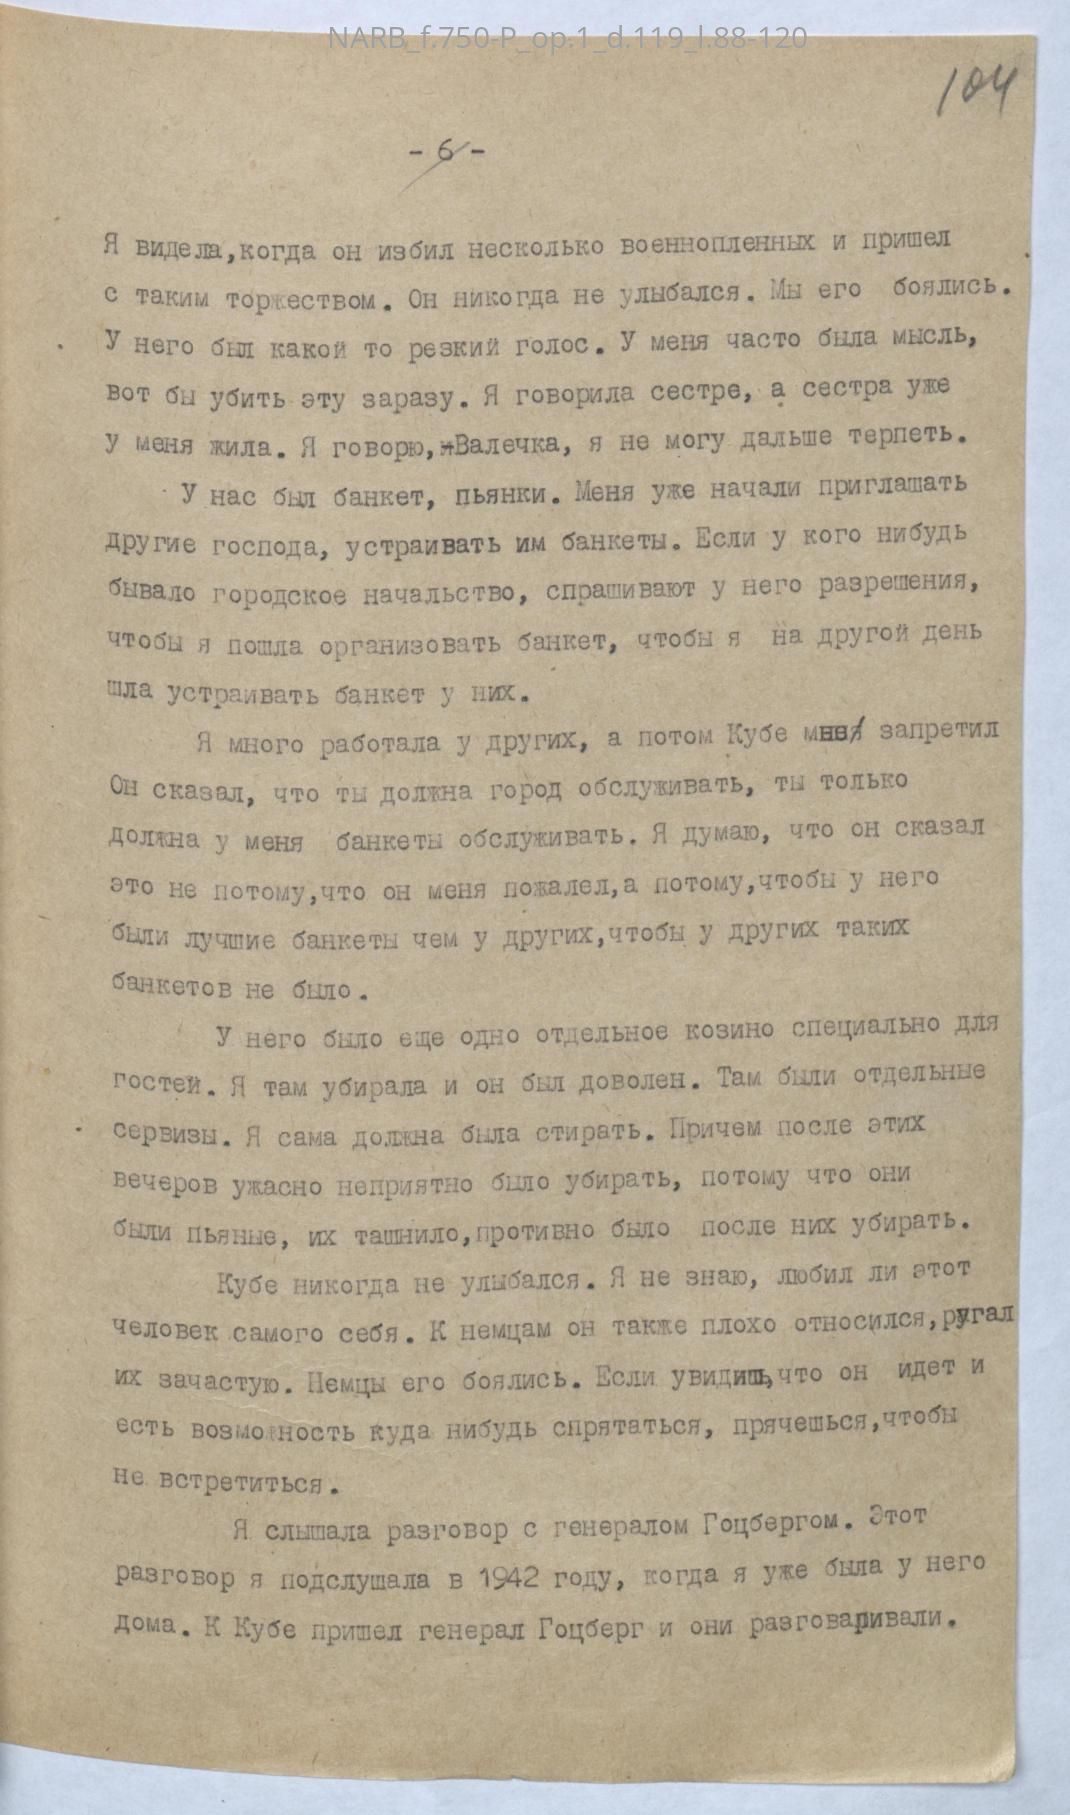 NARB_f.750-P_op.1_d.119_l.88-120
104
- 6 -
Я видела,когда он избил несколько военнопленных и пришел
с таким торжеством. Он никогда не улыбался. Мы его боялись.
У него был какой то резкий голос. У меня часто была мысль,
вот бы убить эту заразу. Я говорила сестре, а сестра уже
у меня жила. Я говорю, Валечка, я не могу дальше терпеть.
У нас был банкет, пьянки. Меня уже начали приглашать
другие господа, устраивать им банкеты. Если у кого нибудь
бывало городское начальство, спрашивают у него разрешения,
чтобы я пошла организовать банкет, чтобы я на другой день
шла устраивать банкет у них.
Я много работала у других, а потом Кубе мне запретил
Он сказал, что ты должна город обслуживать, ты только
должна у меня банкеты обслуживать. Я думаю, что он сказал
это не потому,что он меня пожалел,а потому,чтобы у него
были лучшие банкеты чем у других,чтобы у других таких
банкетов не было.
У него было еще одно отдельное козино специально для
гостей. Я там убирала и он был доволен. Там были отдельные
сервизы. Я сама должна была стирать. Причем после этих
вечеров ужасно неприятно было убирать, потому что они
были пьяные, их ташнило,противно было после них убирать.
Кубе никогда не улыбался. Я не знаю, любил ли этот
человек самого себя. К немцам он также плохо относился,ругал
их зачастую. Немцы его боялись. Если увидишь,что он идет и
есть возможность куда нибудь спрятаться, прячешься,чтобы
не встретиться.
Я слышала разговор с генералом Гоцбергом. Этот
разговор я подслушала в 1942 году, когда я уже была у него
дома. К Кубе пришел генерал Гоцберг и они разговаривали.